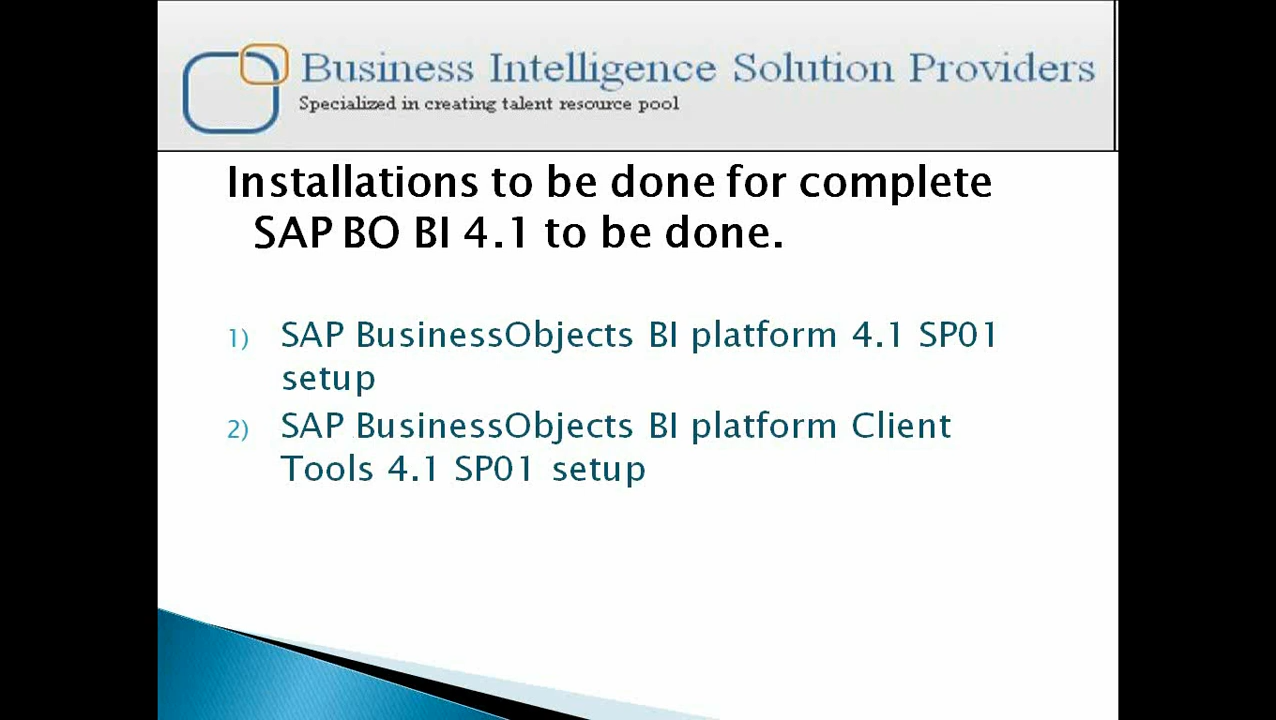 Business Intelligence Solution Providers
Specialized in creating talent resource pool
Installations to be done for complete
SAP BO BI 4.1 to be done.
1) SAP BusinessObjects BI platform 4.1 SP01
setup
2) SAP BusinessObjects BI platform Client
Tools 4.1 SP01 setup